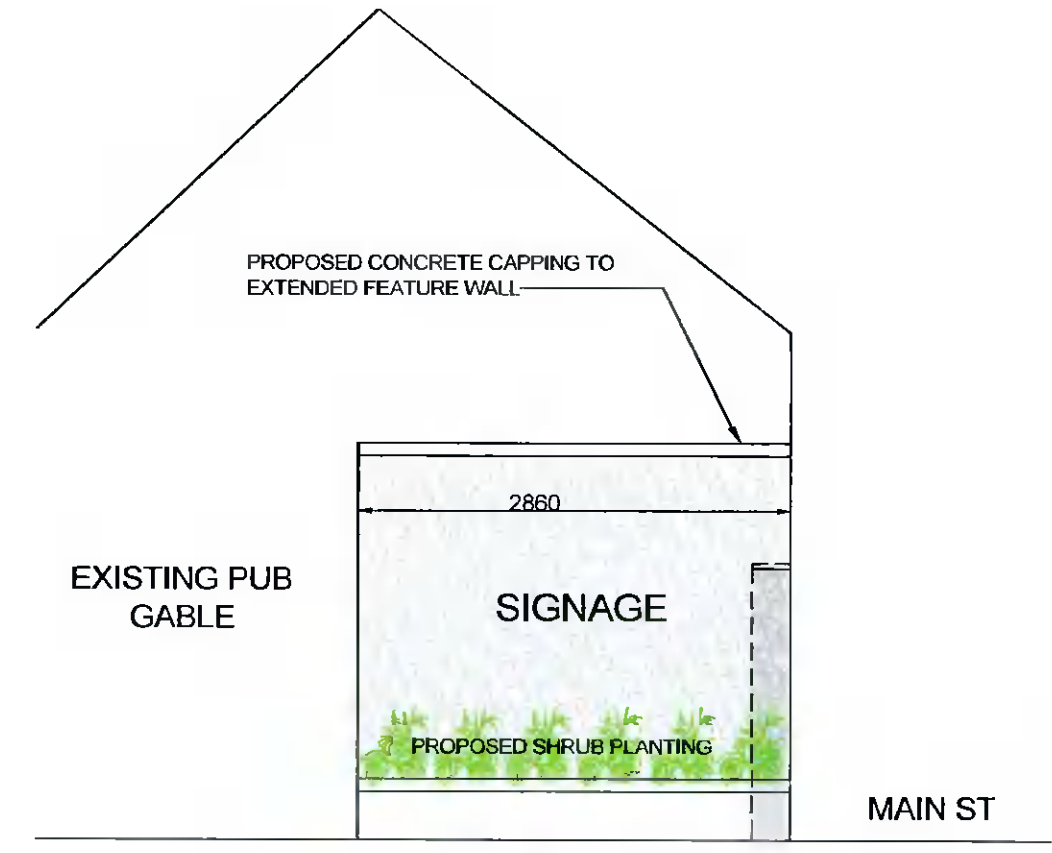 PROPOSED CONCRETE CAPPING TO
EXTENDED FEATURE WALL
2860
EXISTING PUB
GABLE
SIGNAGE
PROPOSED SHRUB PLANTING
MAIN ST